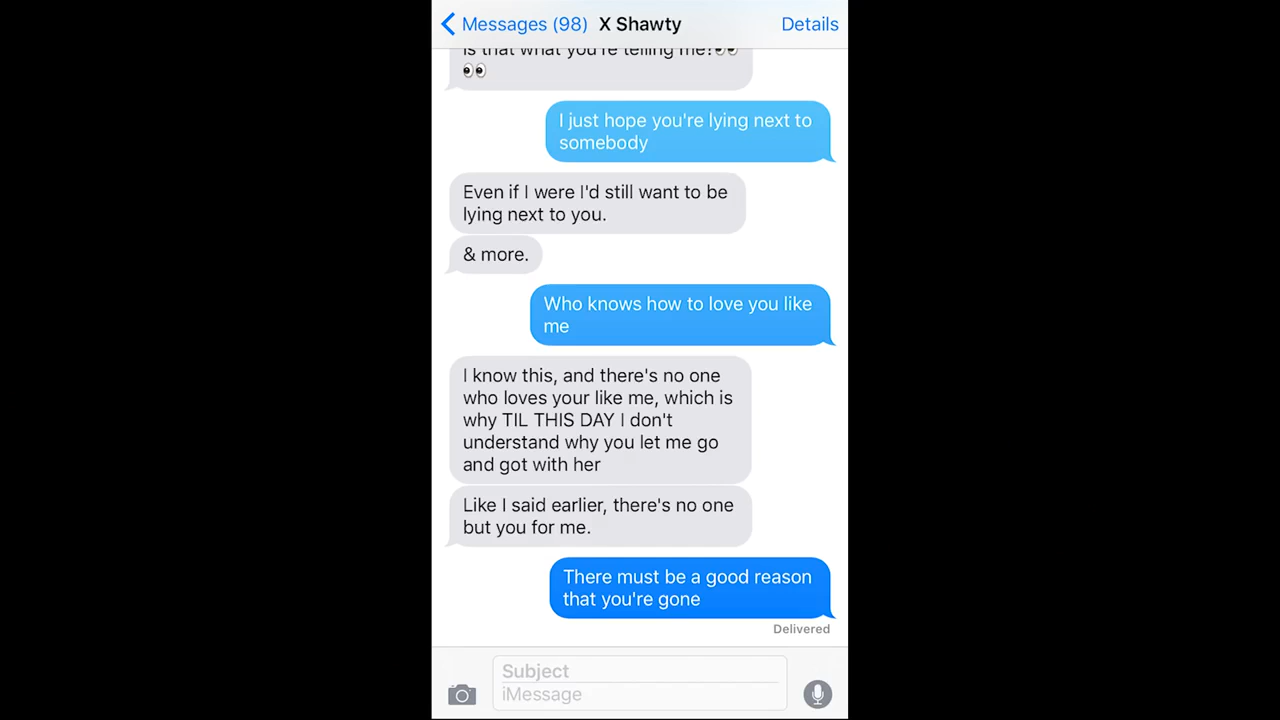 Messages (98) X Shawty Details
is that what you're telling me?👀
👀
I just hope you're lying next to
somebody
Even if I were I'd still want to be
lying next to you.
& more.
Who knows how to love you like
me
I know this, and there's no one
who loves your like me, which is
why TIL THIS DAY I don't
understand why you let me go
and got with her
Like I said earlier, there's no one
but you for me.
There must be a good reason
that you're gone
Delivered
Subject
iMessage